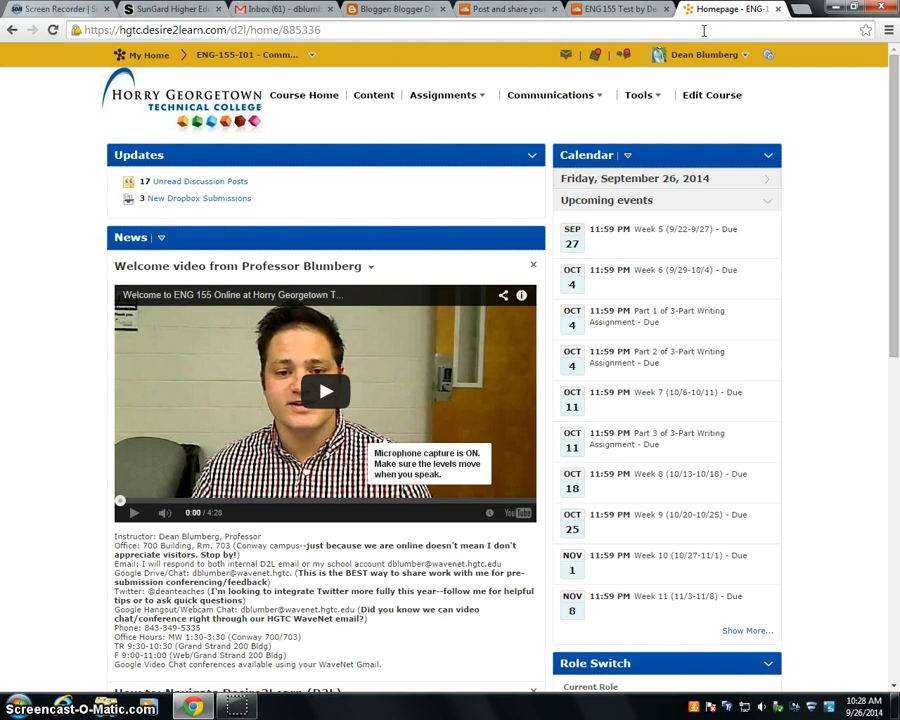 Screen Recorder | S
SunGard Higher Ed
Inbox (61) - dblumb
Blogger: Blogger Da
Post and share your
ENG 155 Test by De
Homepage - ENG-1
https://hgtc.desire2learn.com/d2l/home/885336
My Home
ENG-155-I01 - Comm...
Dean Blumberg
HORRY GEORGETOWN
TECHNICAL COLLEGE
Course Home
Content
Assignments
Communications
Tools
Edit Course
Updates
17 Unread Discussion Posts
3 New Dropbox Submissions
News
Welcome video from Professor Blumberg
Welcome to ENG 155 Online at Horry Georgetown T...
Microphone capture is ON.
Make sure the levels move
when you speak.
0:00 / 4:28
YouTube
Instructor: Dean Blumberg, Professor
Office: 700 Building, Rm. 703 (Conway campus--just because we are online doesn't mean I don't
appreciate visitors. Stop by!)
Email: I will respond to both internal D2L email or my school account dblumber@wavenet.hgtc.edu
Google Drive/Chat: dblumber@wavenet.hgtc. (This is the BEST way to share work with me for pre-
submission conferencing/feedback)
Twitter: @deanteaches (I'm looking to integrate Twitter more fully this year--follow me for helpful
tips or to ask quick questions)
Google Hangout/Webcam Chat: dblumber@wavenet.hgtc.edu (Did you know we can video
chat/conference right through our HGTC WaveNet email?)
Phone: 843-349-5335
Office Hours: MW 1:30-3:30 (Conway 700/703)
TR 9:30-10:30 (Grand Strand 200 Bldg)
F 9:00-11:00 (Web/Grand Strand 200 Bldg)
Google Video Chat conferences available using your WaveNet Gmail.
How to: Navigate Desire2Learn (D2L)
Calendar
Friday, September 26, 2014
Upcoming events
SEP 27 11:59 PM Week 5 (9/22-9/27) - Due
OCT 4 11:59 PM Week 6 (9/29-10/4) - Due
OCT 4 11:59 PM Part 1 of 3-Part Writing
Assignment - Due
OCT 4 11:59 PM Part 2 of 3-Part Writing
Assignment - Due
OCT 11 11:59 PM Week 7 (10/6-10/11) - Due
OCT 11 11:59 PM Part 3 of 3-Part Writing
Assignment - Due
OCT 18 11:59 PM Week 8 (10/13-10/18) - Due
OCT 25 11:59 PM Week 9 (10/20-10/25) - Due
NOV 1 11:59 PM Week 10 (10/27-11/1) - Due
NOV 8 11:59 PM Week 11 (11/3-11/8) - Due
Show More...
Role Switch
Current Role
Screencast-O-Matic.com
10:28 AM
9/26/2014